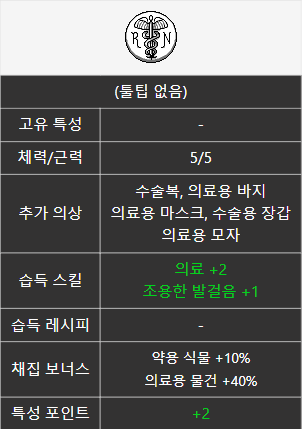 R N
(툴팁 없음)
고유 특성
-
체력/근력
5/5
추가 의상
수술복, 의료용 바지
의료용 마스크, 수술용 장갑
의료용 모자
습득 스킬
의료 +2
조용한 발걸음 +1
습득 레시피
-
채집 보너스
약용 식물 +10%
의료용 물건 +40%
특성 포인트
+2